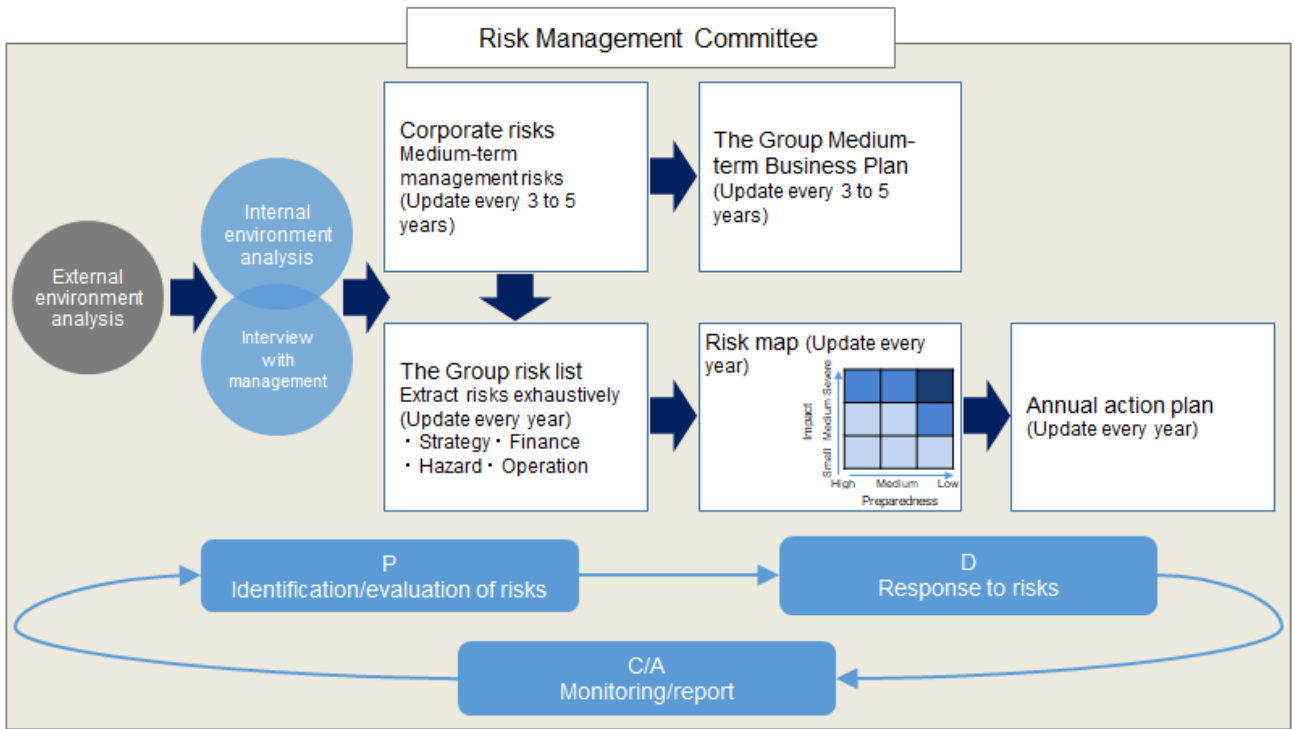 Risk Management Committee
External
environment
analysis
Internal
environment
analysis
Interview
with
management
Corporate risks
Medium-term
management risks
(Update every 3 to 5
years)
The Group Medium-
term Business Plan
(Update every 3 to 5
years)
The Group risk list
Extract risks exhaustively
(Update every year)
・Strategy・Finance
・Hazard・Operation
Risk map (Update every
year)
Impact
Small Medium Severe
High Medium Low
Preparedness
Annual action plan
(Update every year)
P
Identification/evaluation of risks
D
Response to risks
C/A
Monitoring/report